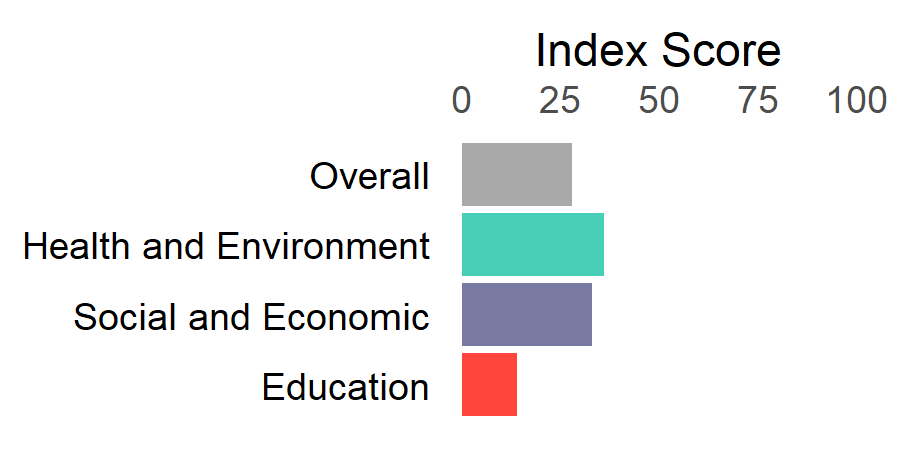 Index Score
0 25 50 75 100
Overall
Health and Environment
Social and Economic
Education